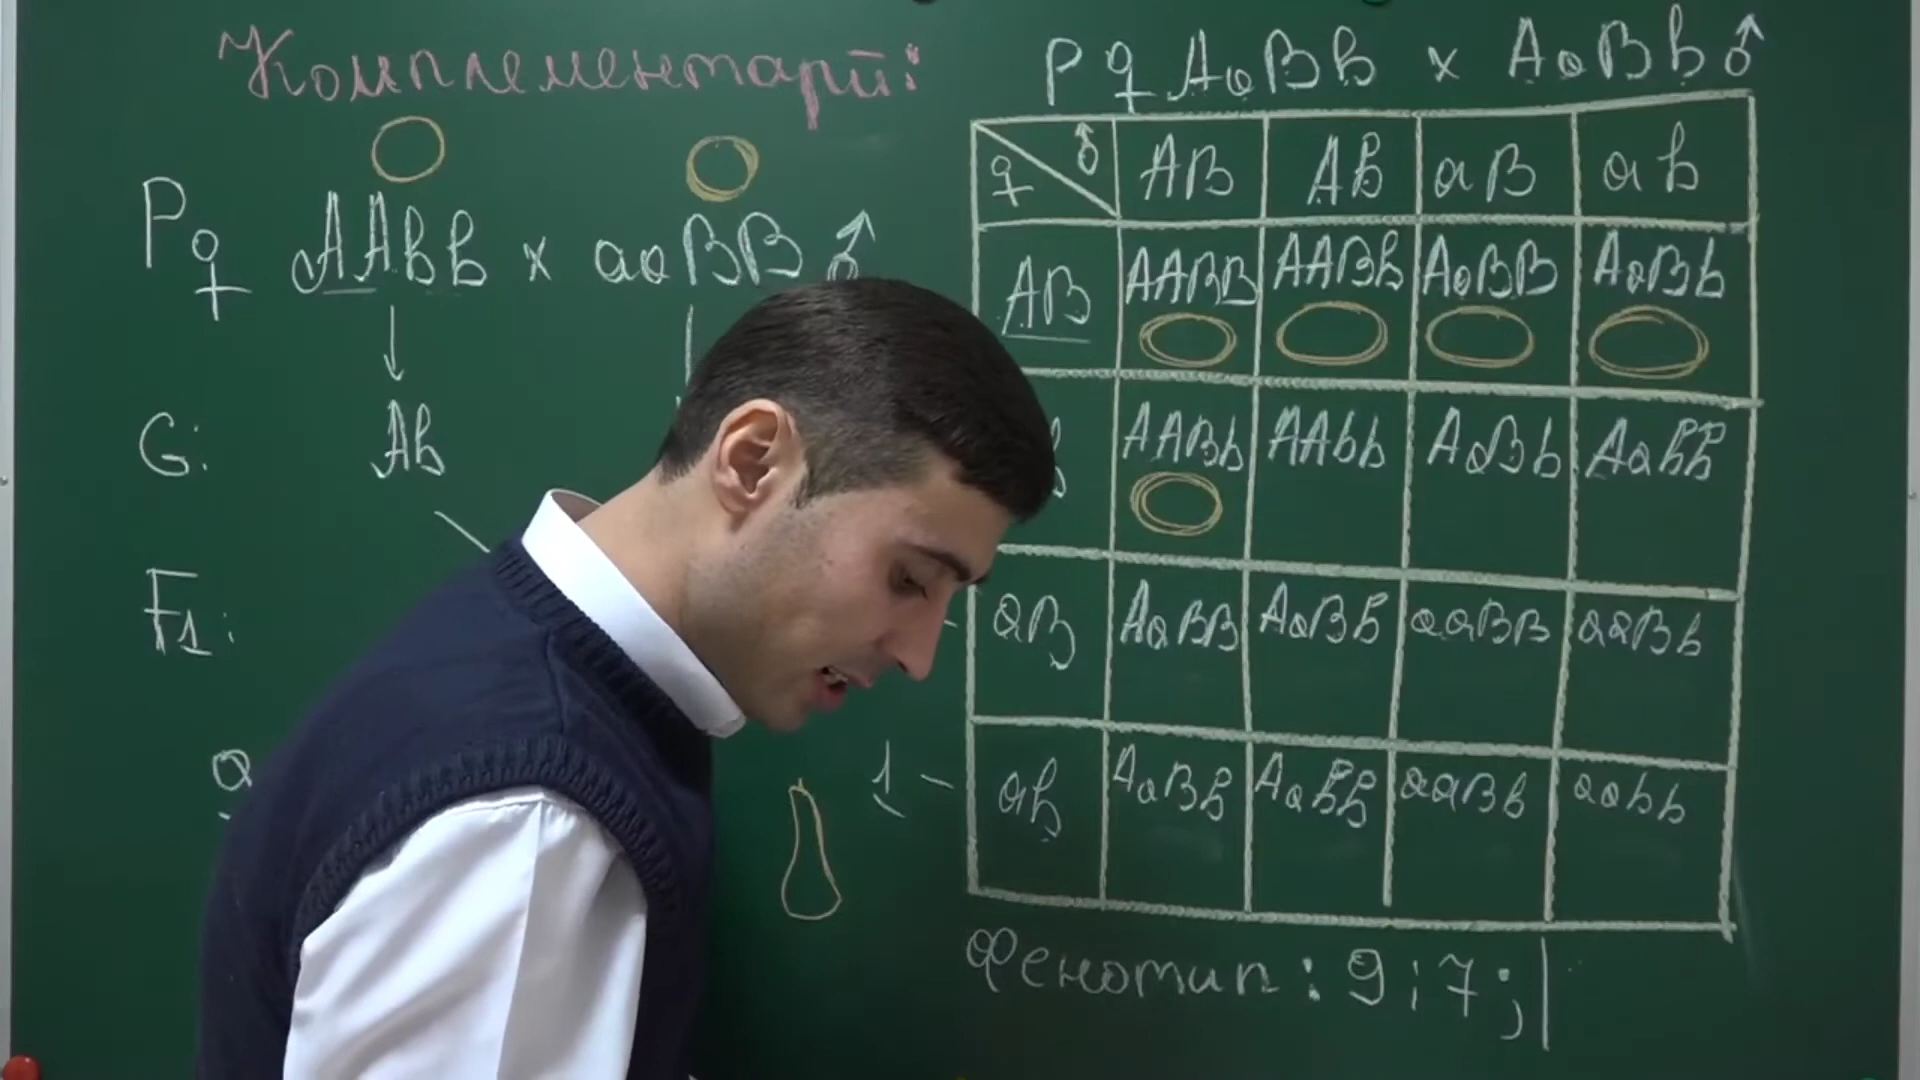 Комплементарй:
P ♀ AABB x aaBB ♂
G: Ab
F1:
a
1 -
P ♀ AaBb x AaBb ♂
♀ ♂ AB Ab aB ab
AB AABB AABb AaBB AaBb
b AABb AAbb AaBb Aabb
aB AaBB AaBb aaBB aaBb
ab AaBb Aabb aaBb aabb
Фенотип: 9:7;